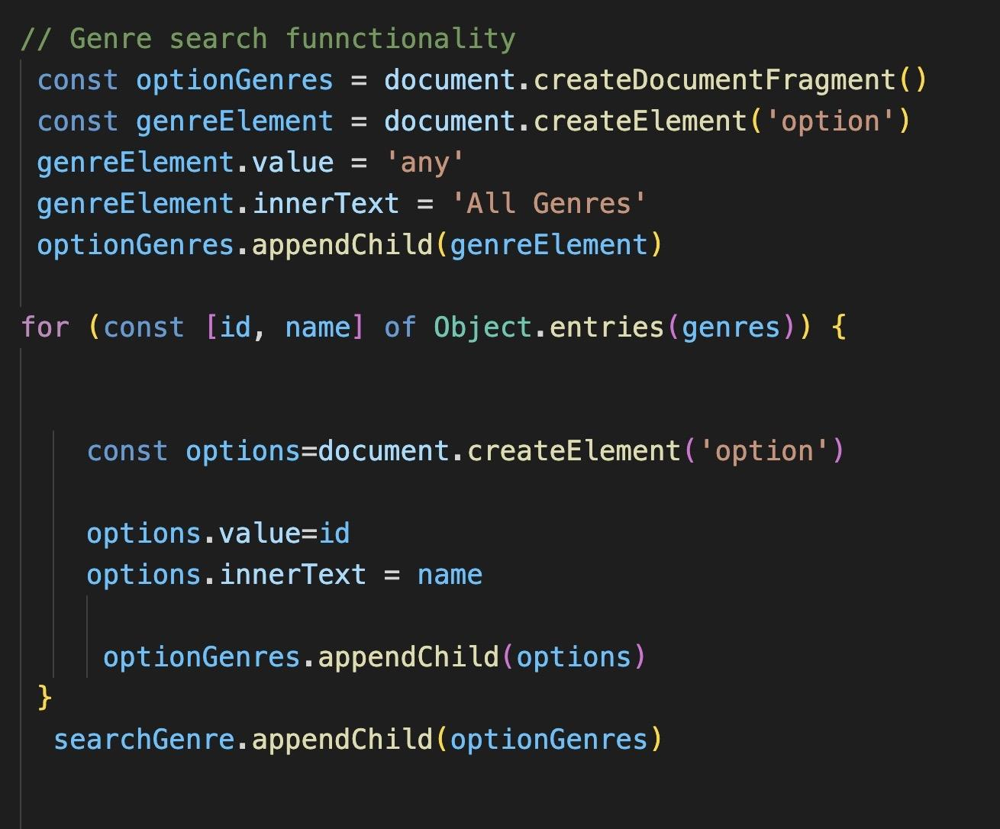 // Genre search funnctionality
const optionGenres = document.createDocumentFragment()
const genreElement = document.createElement('option')
genreElement.value = 'any'
genreElement.innerText = 'All Genres'
optionGenres.appendChild(genreElement)
for (const [id, name] of Object.entries(genres)) {
const options=document.createElement('option')
options.value=id
options.innerText = name
optionGenres.appendChild(options)
}
searchGenre.appendChild(optionGenres)